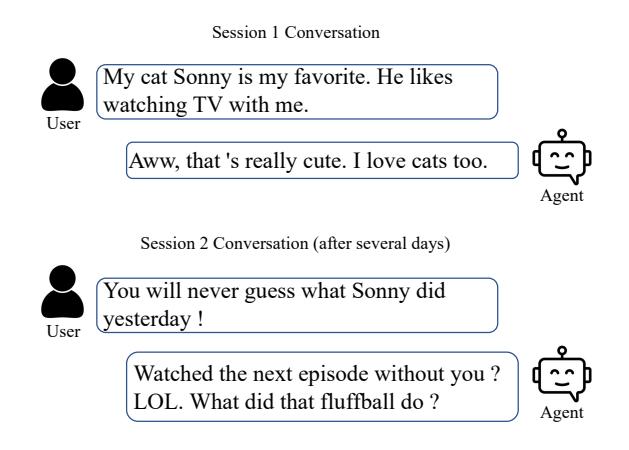 Session 1 Conversation
My cat Sonny is my favorite. He likes
watching TV with me.
User
Aww, that 's really cute. I love cats too.
Agent
Session 2 Conversation (after several days)
You will never guess what Sonny did
yesterday !
User
Watched the next episode without you ?
LOL. What did that fluffball do ?
Agent